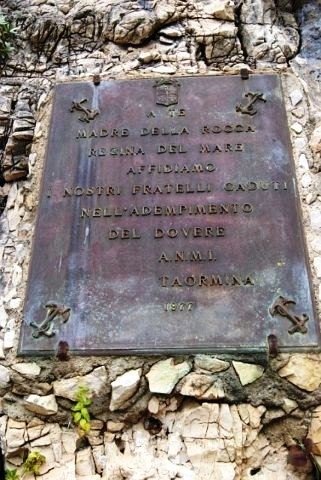 A TE
MADRE DELLA ROCCA
REGINA DEL MARE
AFFIDIAMO
I NOSTRI FRATELLI CADUTI
NELL'ADEMPIMENTO
DEL DOVERE
A.N.M.I.
TAORMINA
1977